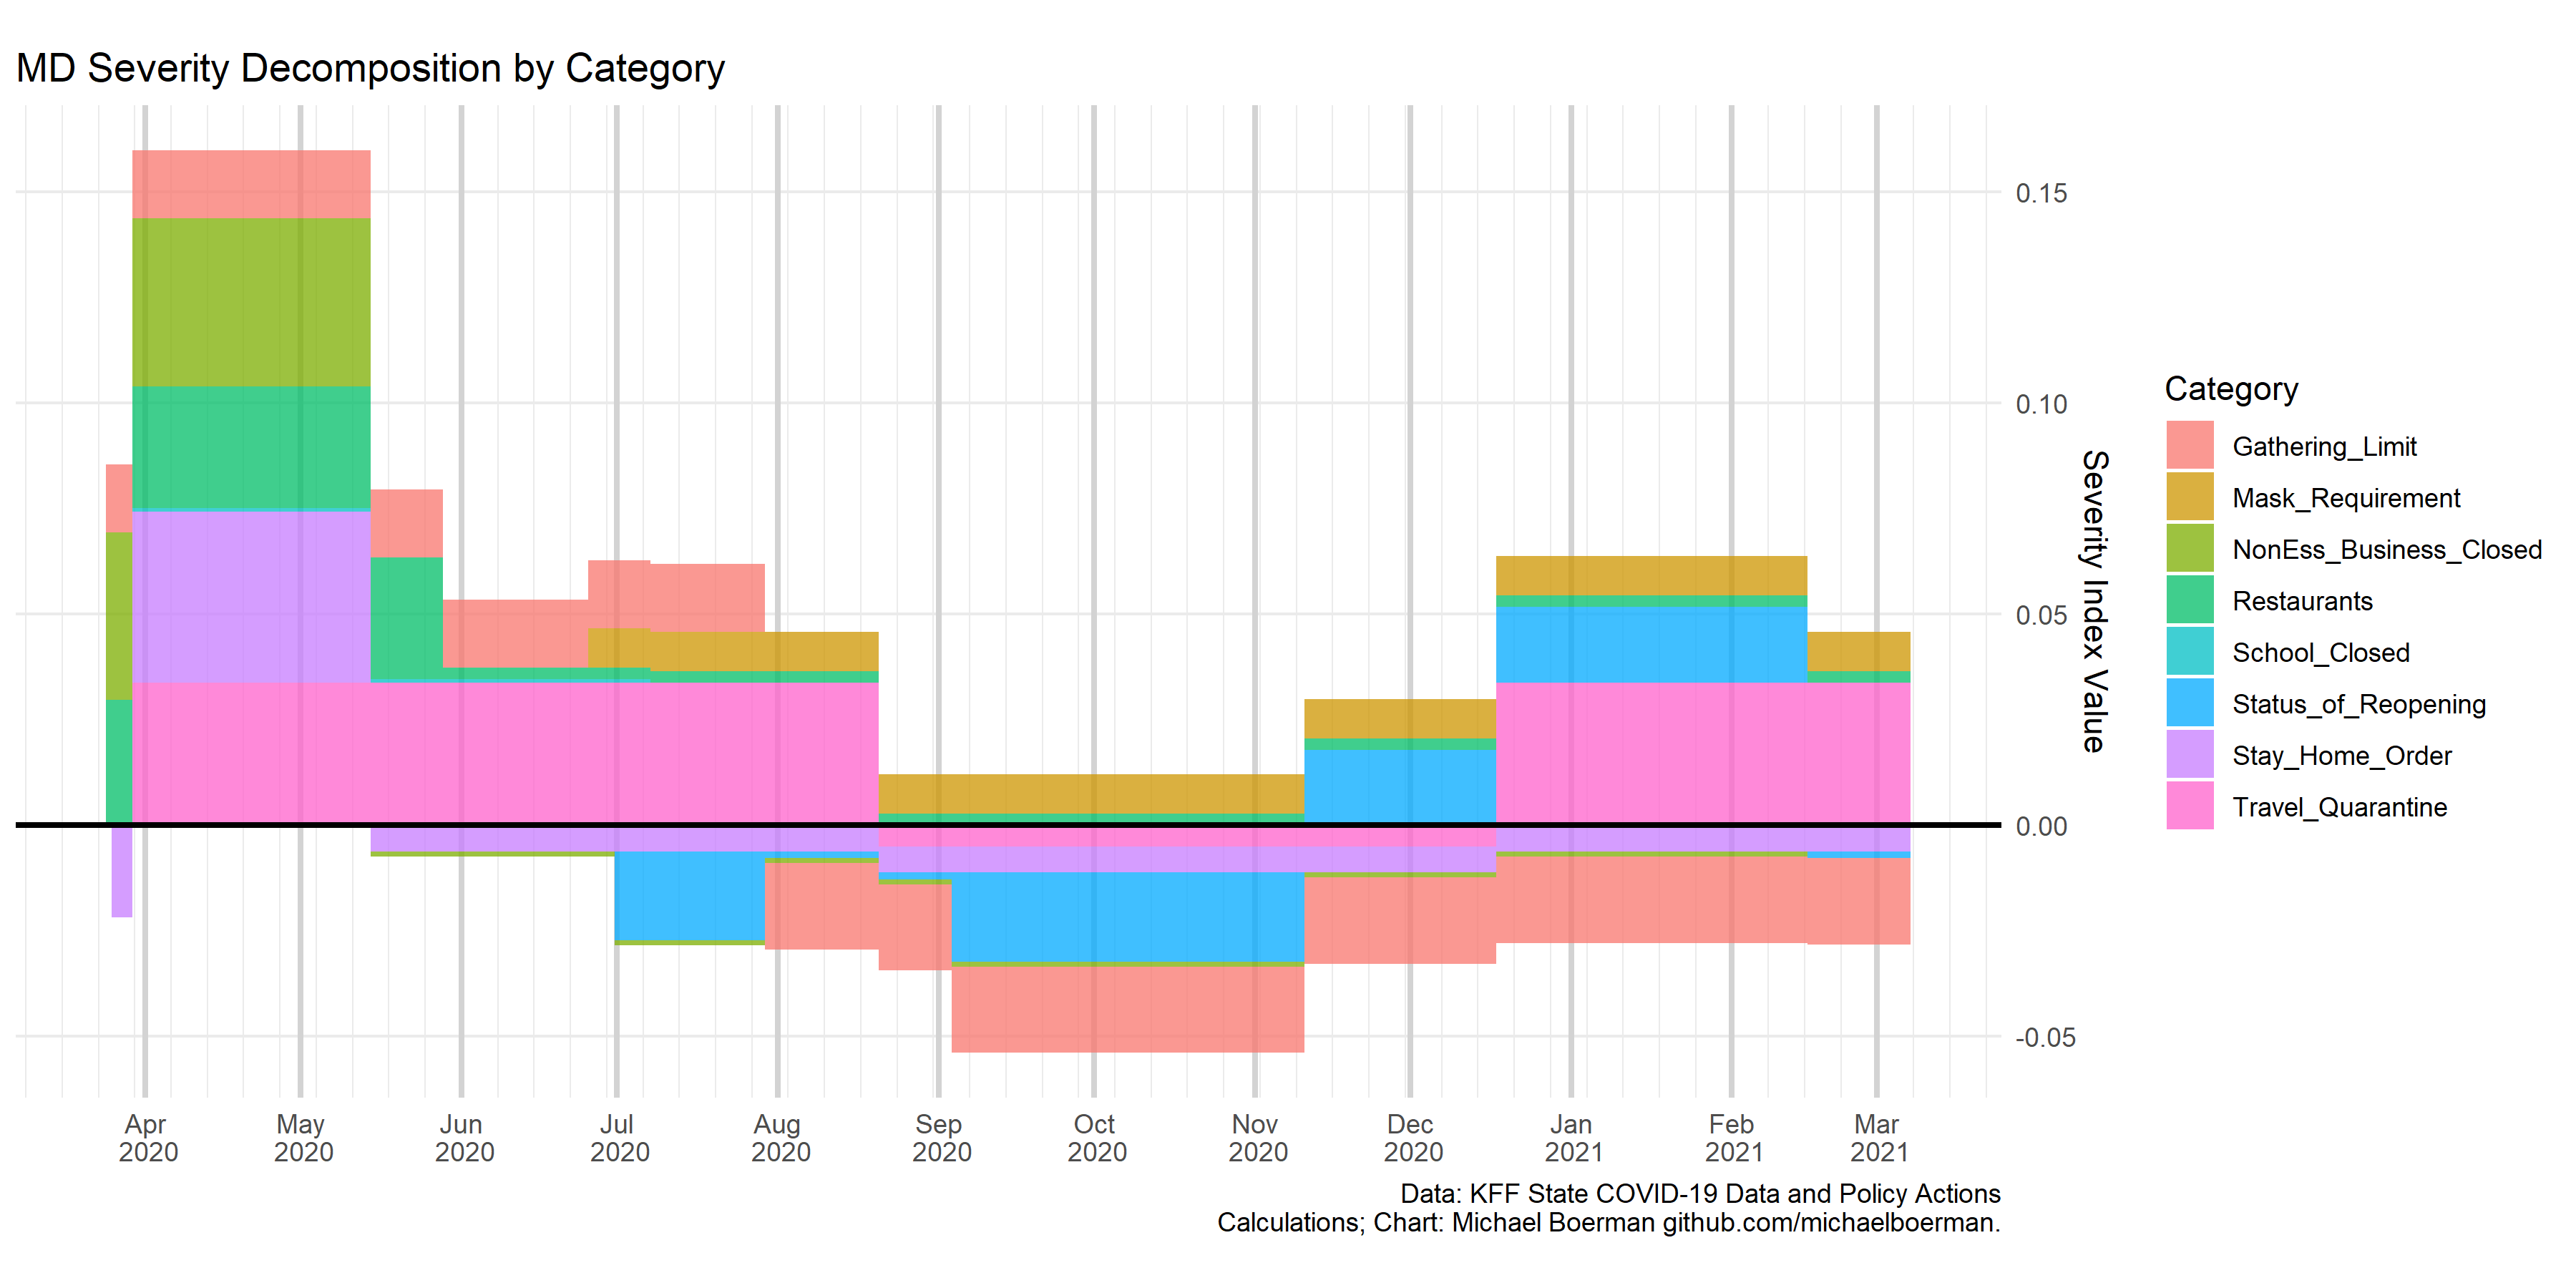 MD Severity Decomposition by Category
0.15
0.10
0.05
0.00
-0.05
Severity Index Value
Category
Gathering_Limit
Mask_Requirement
NonEss_Business_Closed
Restaurants
School_Closed
Status_of_Reopening
Stay_Home_Order
Travel_Quarantine
Apr May Jun Jul Aug Sep Oct Nov Dec Jan Feb Mar
2020 2020 2020 2020 2020 2020 2020 2020 2020 2021 2021 2021
Data: KFF State COVID-19 Data and Policy Actions
Calculations; Chart: Michael Boerman github.com/michaelboerman.